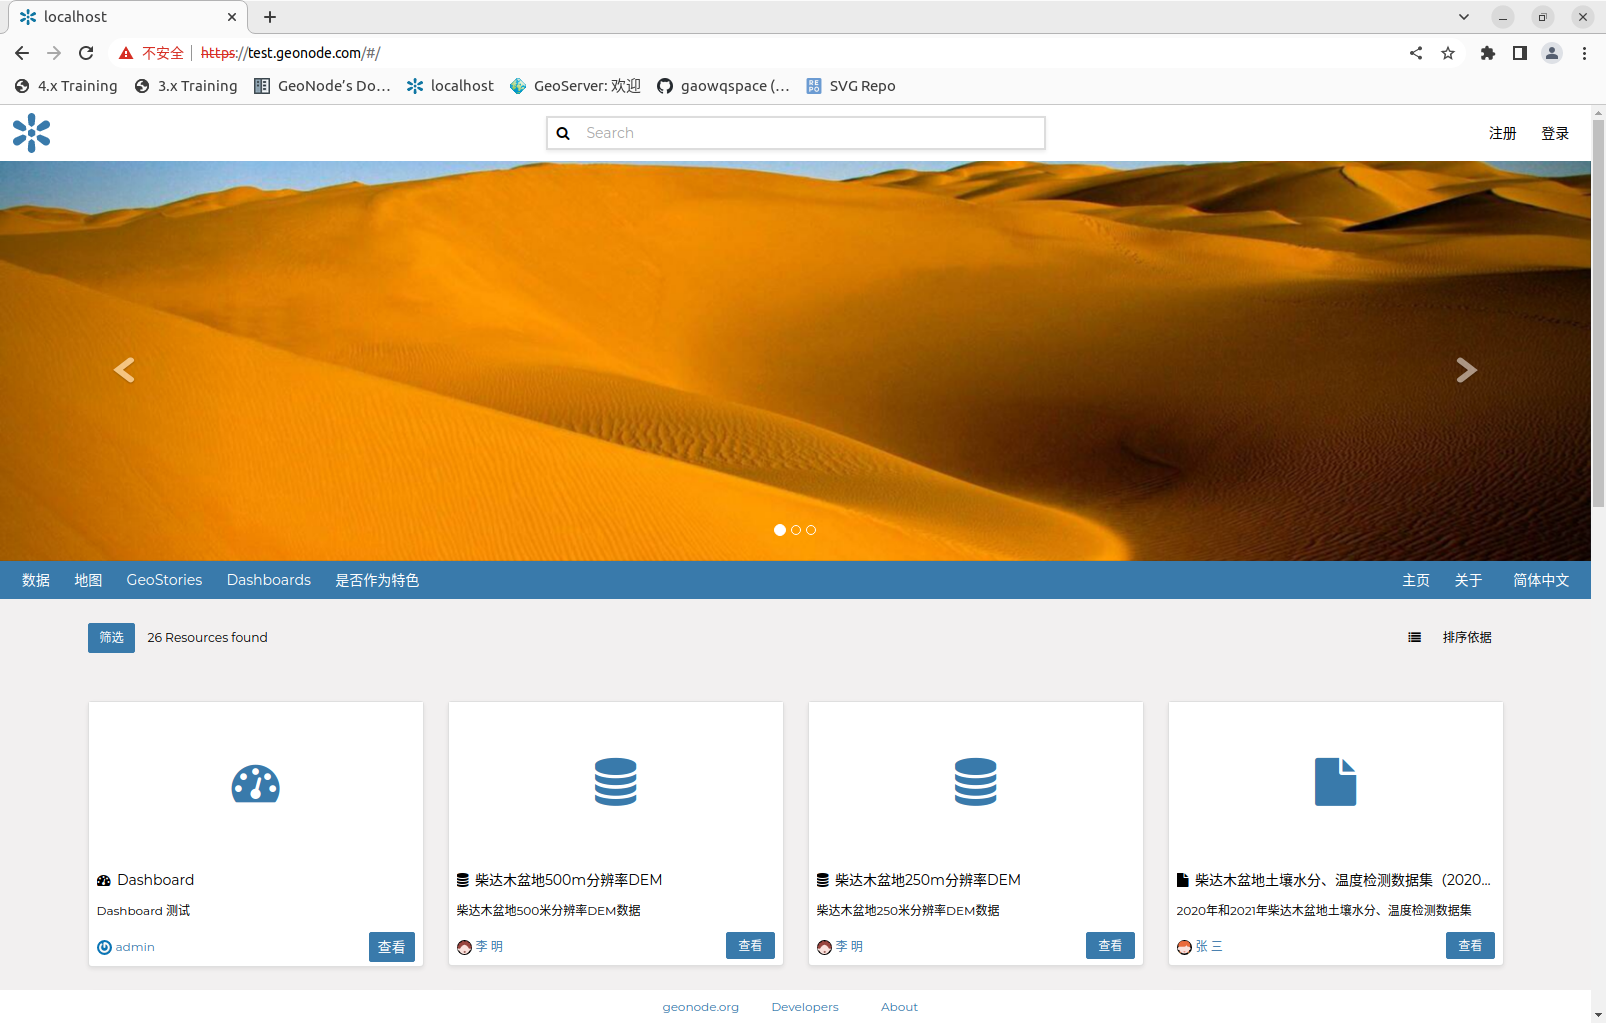 localhost
不安全 https://test.geonode.com/#/
4.x Training 3.x Training GeoNode’s Do… localhost GeoServer: 欢迎 gaowqspace (… SVG Repo
Search 注册 登录
数据 地图 GeoStories Dashboards 是否作为特色 主页 关于 简体中文
筛选 26 Resources found 排序依据
Dashboard
Dashboard 测试
admin 查看
柴达木盆地500m分辨率DEM
柴达木盆地500米分辨率DEM数据
李 明 查看
柴达木盆地250m分辨率DEM
柴达木盆地250米分辨率DEM数据
李 明 查看
柴达木盆地土壤水分、温度检测数据集（2020...
2020年和2021年柴达木盆地土壤水分、温度检测数据集
张 三 查看
geonode.org Developers About